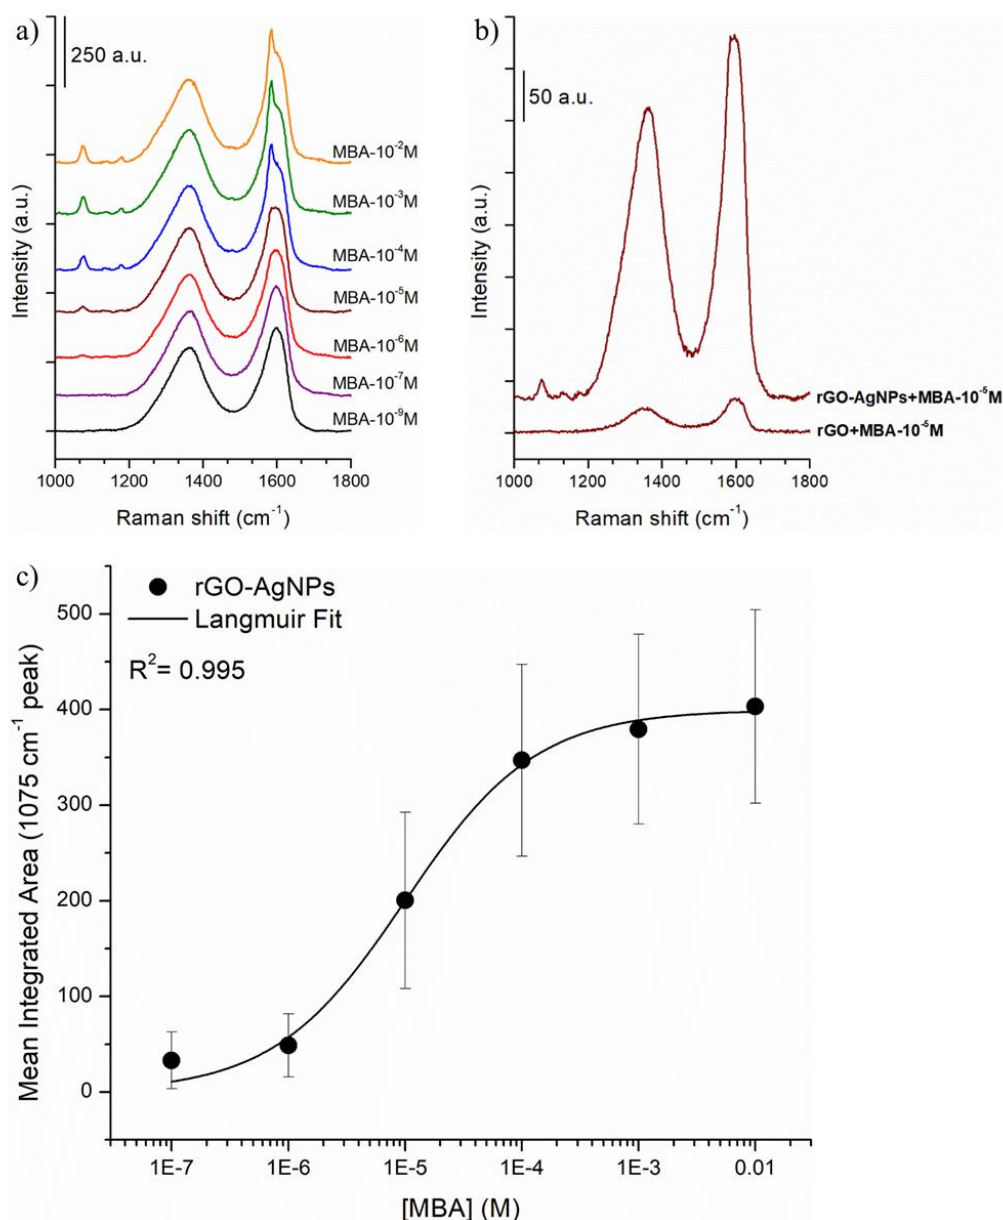 a)
250 a.u.
MBA-10⁻²M
MBA-10⁻³M
MBA-10⁻⁴M
MBA-10⁻⁵M
MBA-10⁻⁶M
MBA-10⁻⁷M
MBA-10⁻⁹M
Intensity (a.u.)
1000 1200 1400 1600 1800
Raman shift (cm⁻¹)
b)
50 a.u.
rGO-AgNPs+MBA-10⁻⁵M
rGO+MBA-10⁻⁵M
Intensity (a.u.)
1000 1200 1400 1600 1800
Raman shift (cm⁻¹)
c)
rGO-AgNPs
Langmuir Fit
R²= 0.995
Mean Integrated Area (1075 cm⁻¹ peak)
500
400
300
200
100
0
1E-7 1E-6 1E-5 1E-4 1E-3 0.01
[MBA] (M)